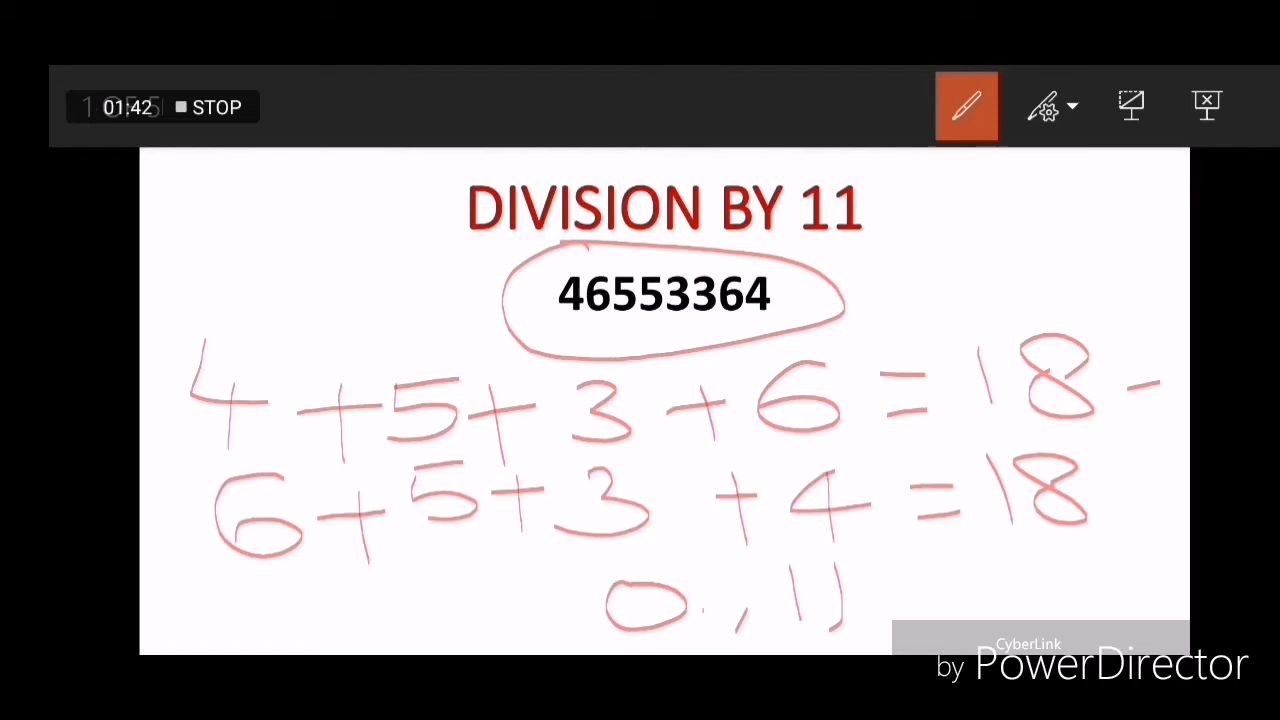 01:42 STOP
DIVISION BY 11
46553364
4+5+3+6=18-
6+5+3+4=18
0.,11
CyberLink
by PowerDirector